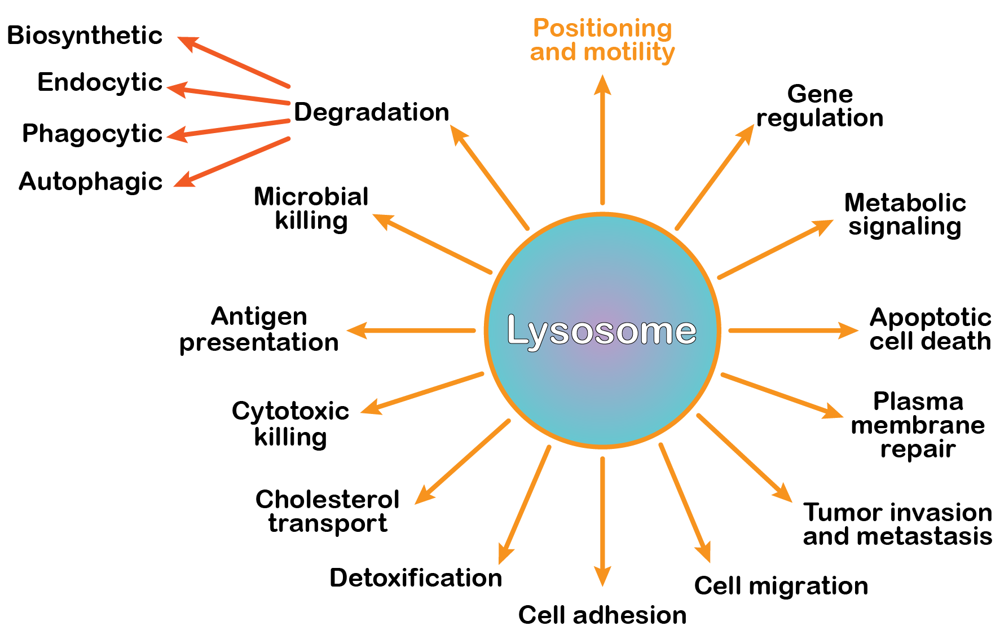 Biosynthetic
Endocytic
Phagocytic
Autophagic
Degradation
Positioning
and motility
Gene
regulation
Metabolic
signaling
Apoptotic
cell death
Plasma
membrane
repair
Tumor invasion
and metastasis
Cell migration
Cell adhesion
Detoxification
Cholesterol
transport
Cytotoxic
killing
Antigen
presentation
Microbial
killing
Lysosome